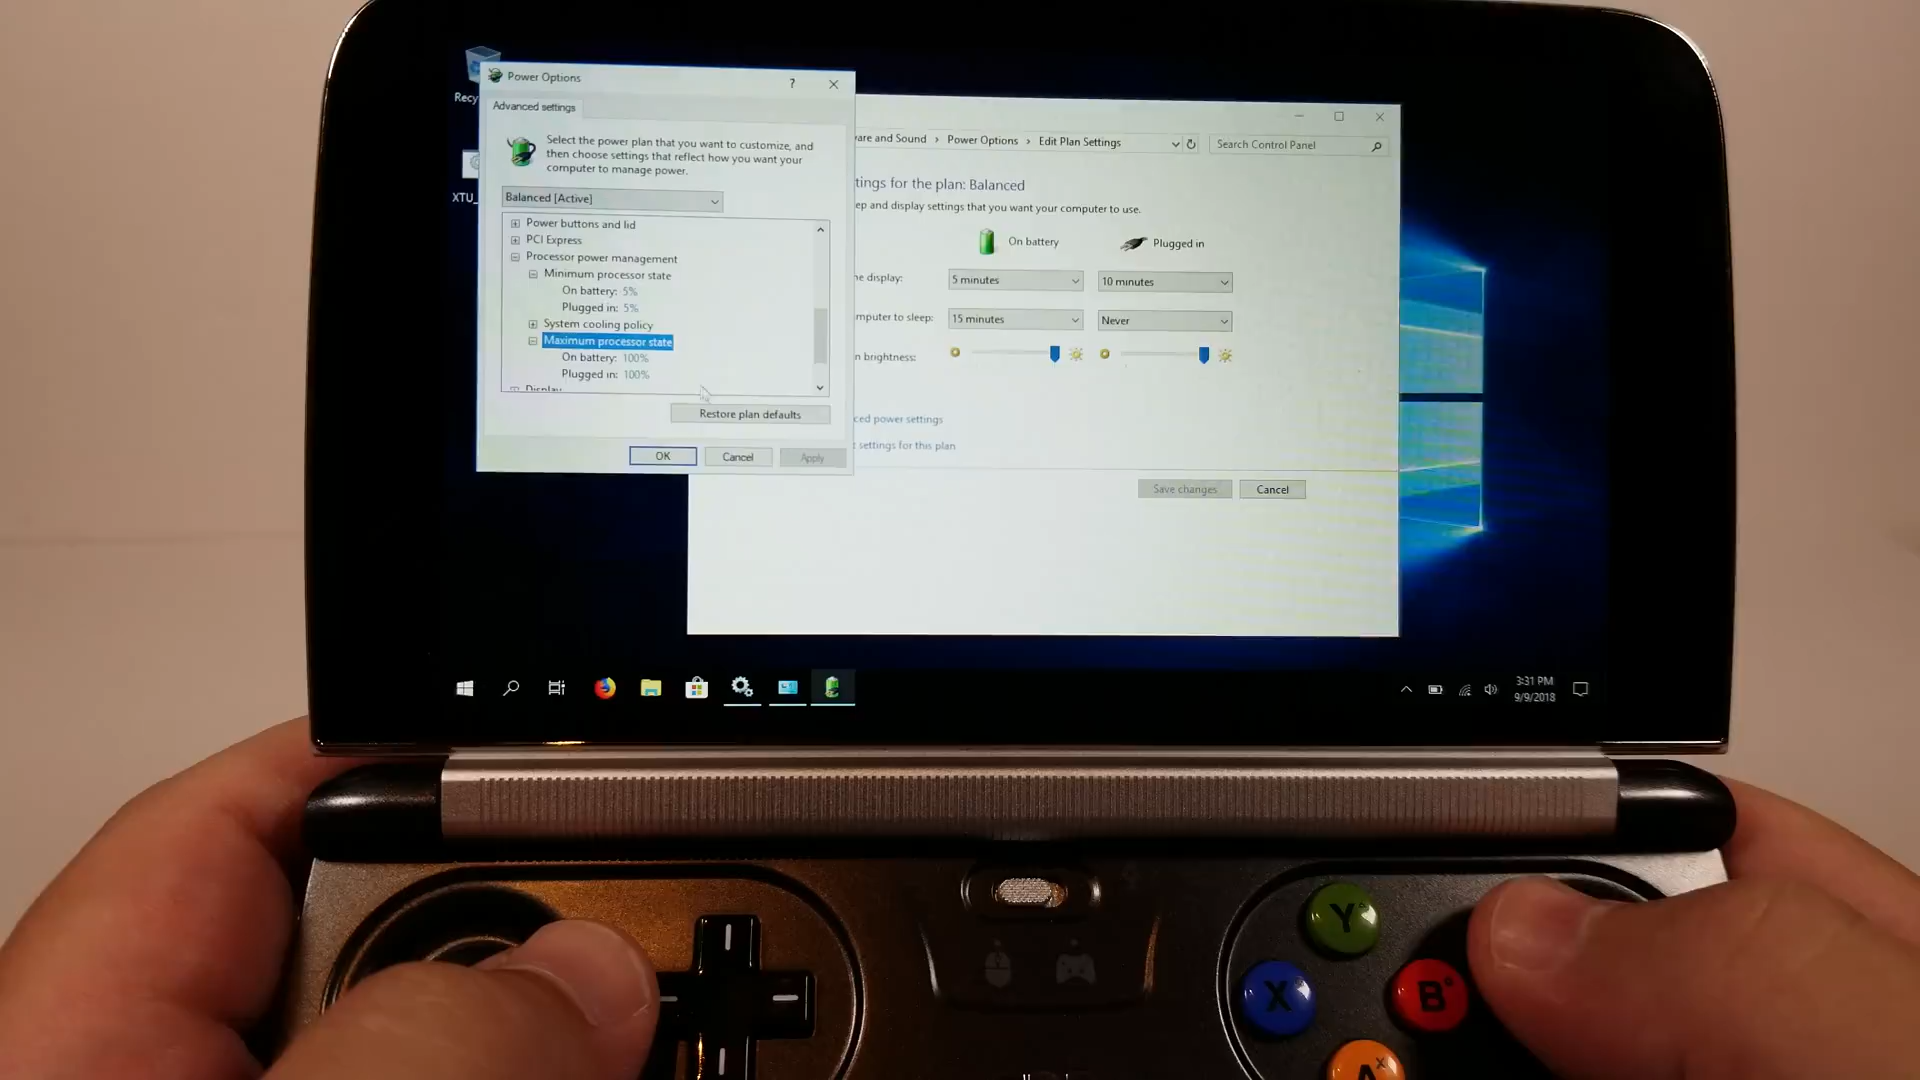 Recy
XTU_
Power Options
?
Advanced settings
Select the power plan that you want to customize, and
then choose settings that reflect how you want your
computer to manage power.
Balanced [Active]
Power buttons and lid
PCI Express
Processor power management
Minimum processor state
On battery: 5%
Plugged in: 5%
System cooling policy
Maximum processor state
On battery: 100%
Plugged in: 100%
Display
Restore plan defaults
OK
Cancel
Apply
are and Sound > Power Options > Edit Plan Settings
Search Control Panel
tings for the plan: Balanced
ep and display settings that you want your computer to use.
On battery
Plugged in
e display:
5 minutes
10 minutes
mputer to sleep:
15 minutes
Never
n brightness:
ced power settings
t settings for this plan
Save changes
Cancel
3:31 PM
9/9/2018
Y
X
B
A